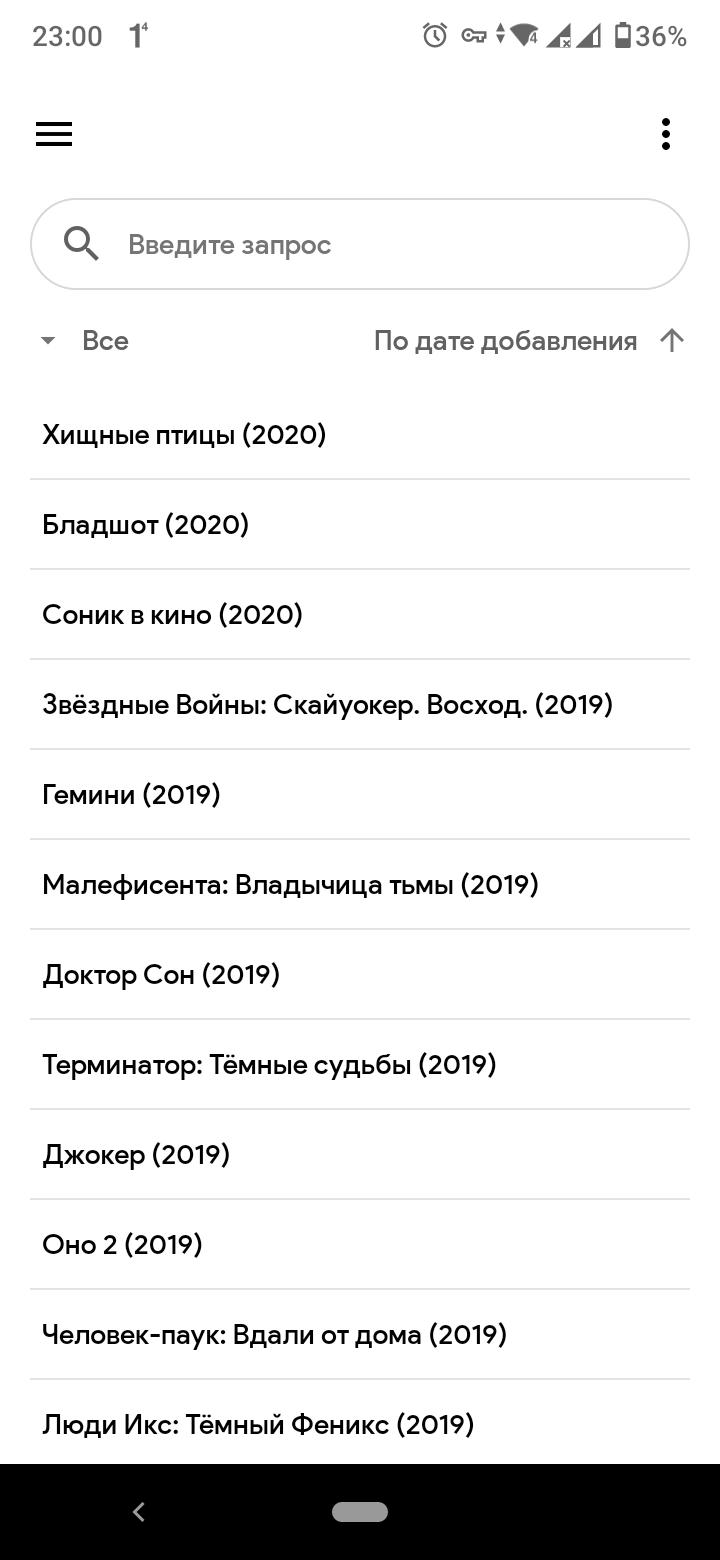 23:00 1⁴ 4 36%
Введите запрос
Все По дате добавления
Хищные птицы (2020)
Бладшот (2020)
Соник в кино (2020)
Звёздные Войны: Скайуокер. Восход. (2019)
Гемини (2019)
Малефисента: Владычица тьмы (2019)
Доктор Сон (2019)
Терминатор: Тёмные судьбы (2019)
Джокер (2019)
Оно 2 (2019)
Человек-паук: Вдали от дома (2019)
Люди Икс: Тёмный Феникс (2019)